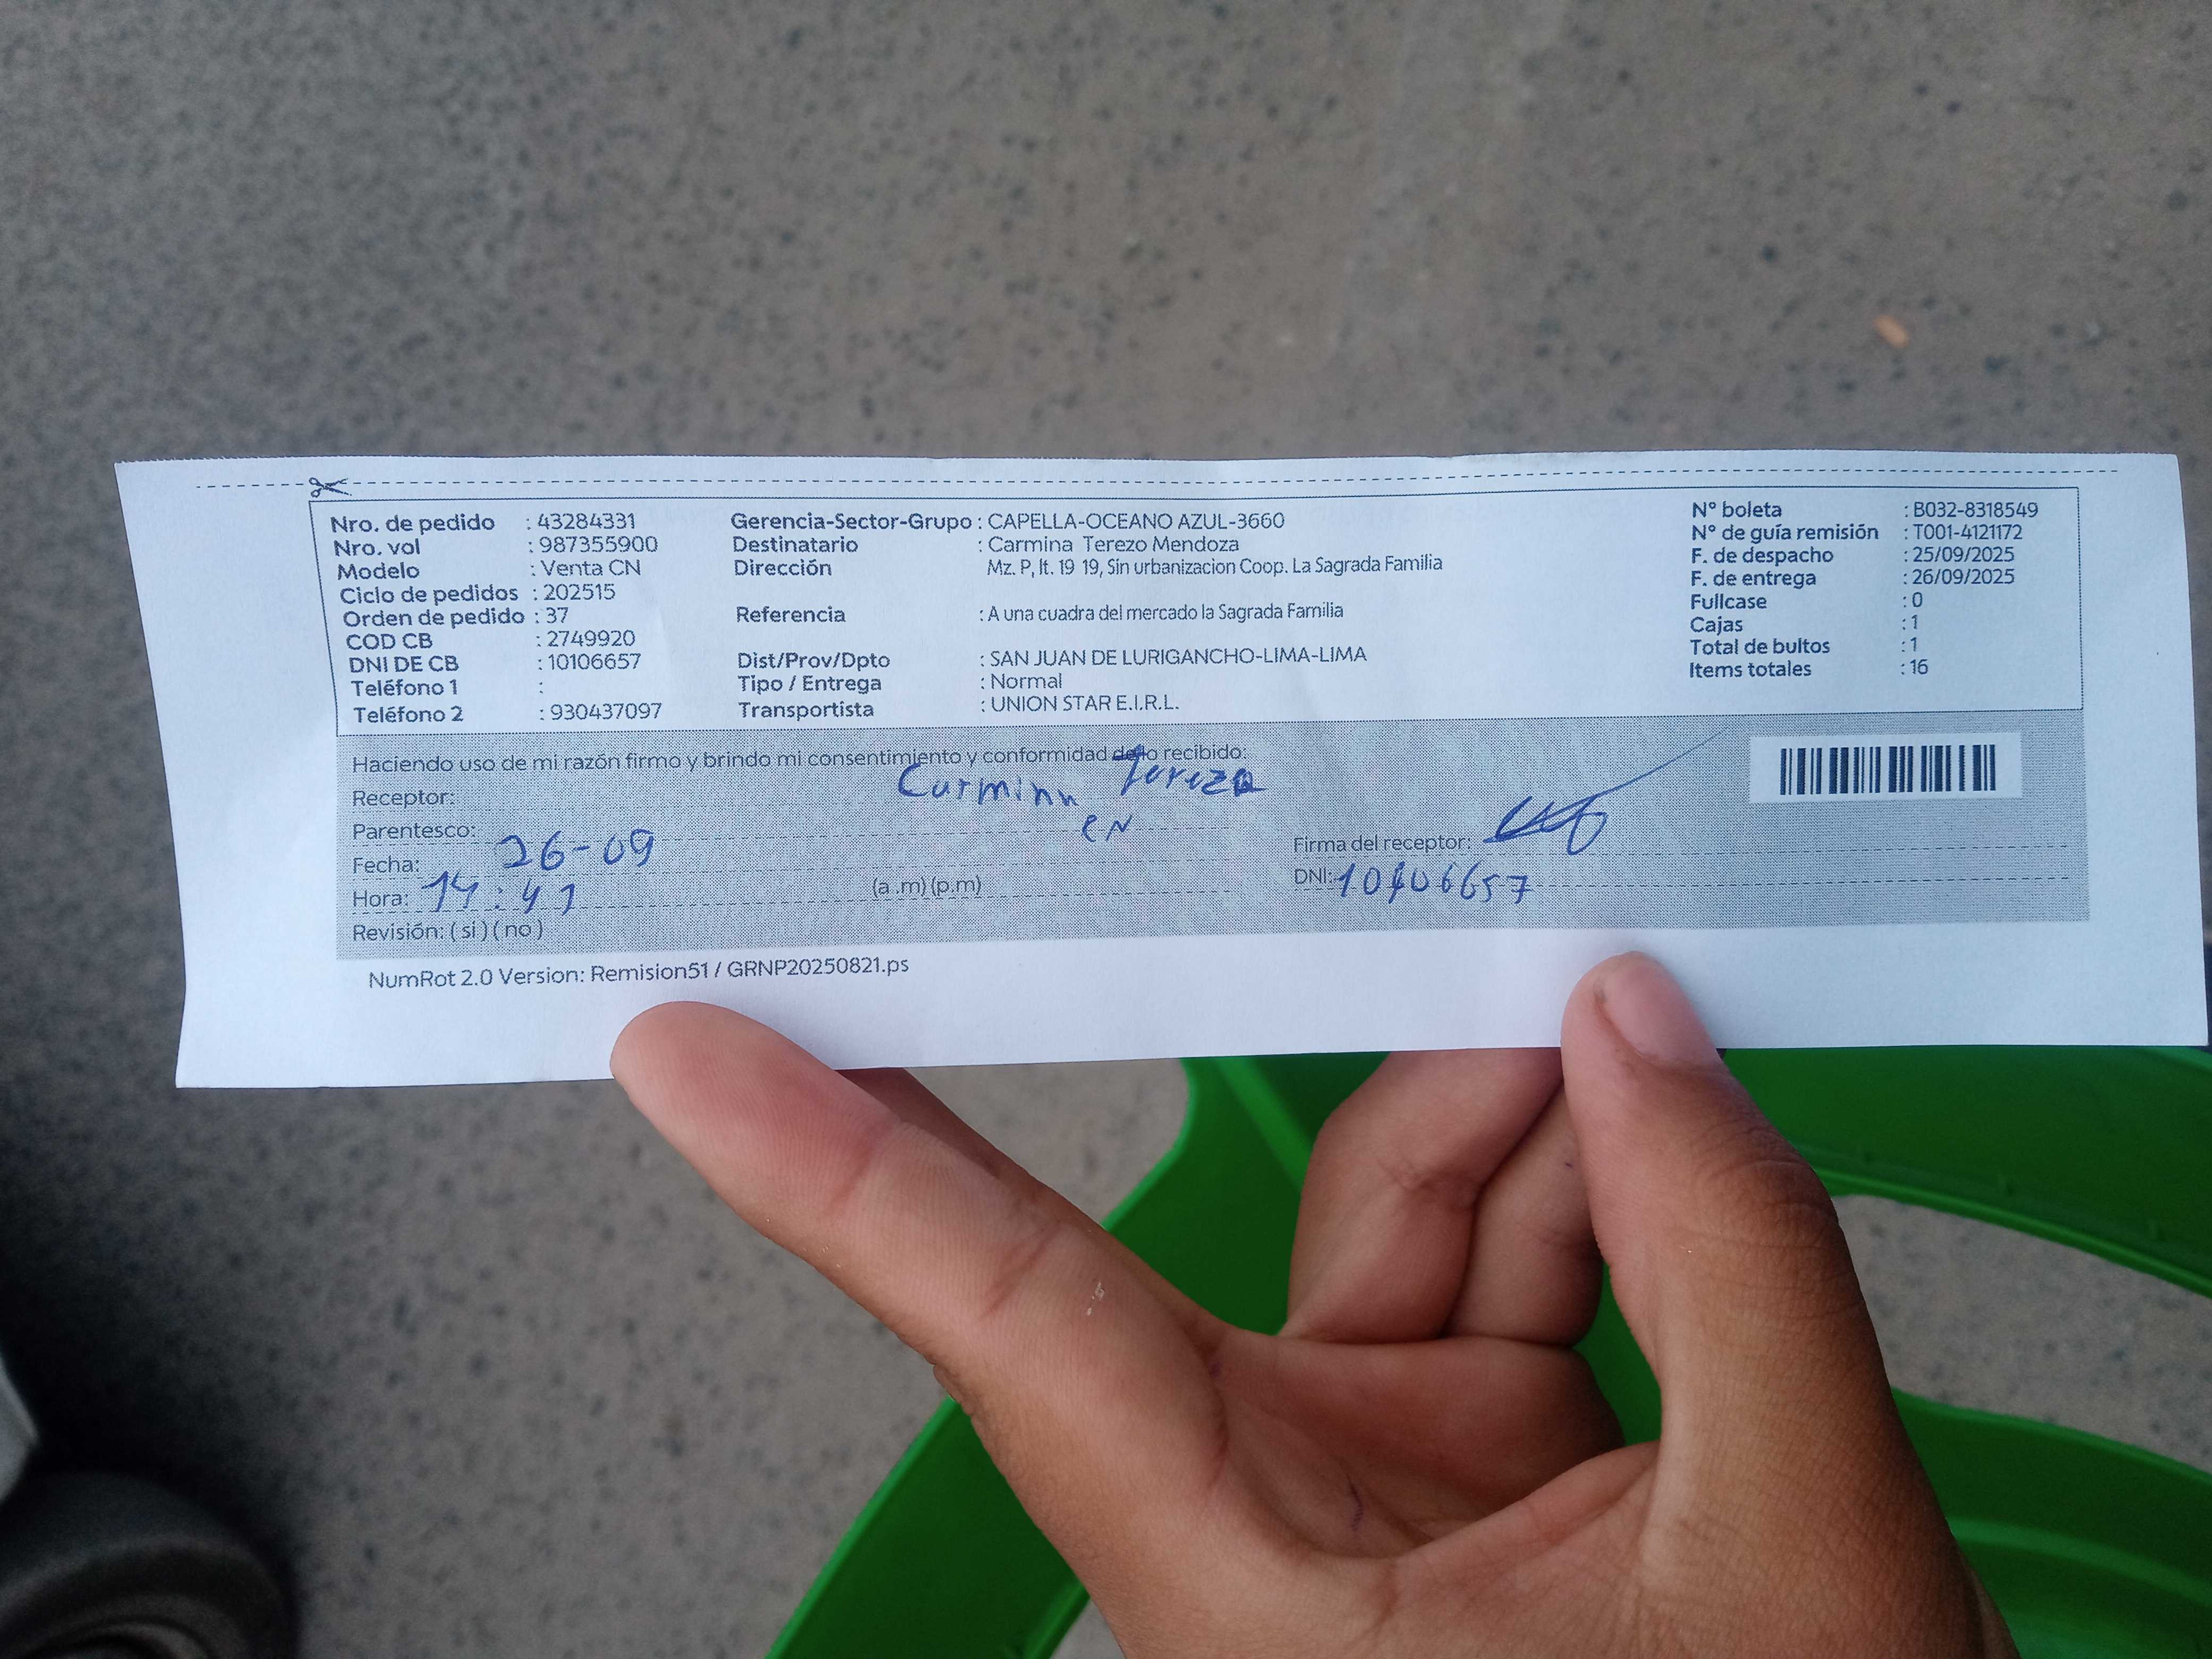 Nro. de pedido : 43284331
Nro. vol : 987355900
Modelo : Venta CN
Ciclo de pedidos : 202515
Orden de pedido : 37
COD CB : 2749920
DNI DE CB : 10106657
Teléfono 1 :
Teléfono 2 : 930437097
Gerencia-Sector-Grupo : CAPELLA-OCEANO AZUL-3660
Destinatario : Carmina Terezo Mendoza
Dirección Mz. P, lt. 19 19, Sin urbanizacion Coop. La Sagrada Familia
Referencia : A una cuadra del mercado la Sagrada Familia
Dist/Prov/Dpto : SAN JUAN DE LURIGANCHO-LIMA-LIMA
Tipo / Entrega : Normal
Transportista : UNION STAR E.I.R.L.
N° boleta : B032-8318549
N° de guía remisión : T001-4121172
F. de despacho : 25/09/2025
F. de entrega : 26/09/2025
Fullcase : 0
Cajas : 1
Total de bultos : 1
Items totales : 16
Haciendo uso de mi razón firmo y brindo mi consentimiento y conformidad de lo recibido:
Receptor: Carmina Tereza
Parentesco: CN
Fecha: 26-09
Hora: 14:41 (a.m) (p.m)
Revisión: ( si ) ( no )
Firma del receptor:
DNI: 10106657
NumRot 2.0 Version: Remision51 / GRNP20250821.ps